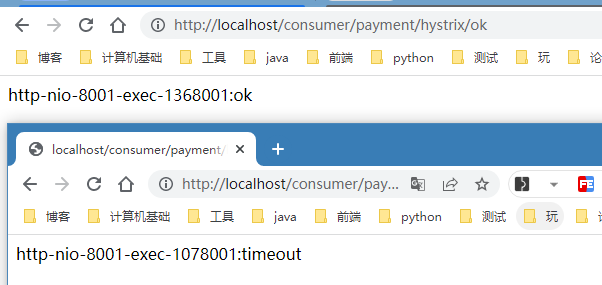 http://localhost/consumer/payment/hystrix/ok
博客 计算机基础 工具 java 前端 python 测试 玩
http-nio-8001-exec-1368001:ok
localhost/consumer/payment/
http://localhost/consumer/pay...
博客 计算机基础 工具 java 前端 python 测试 玩
http-nio-8001-exec-1078001:timeout